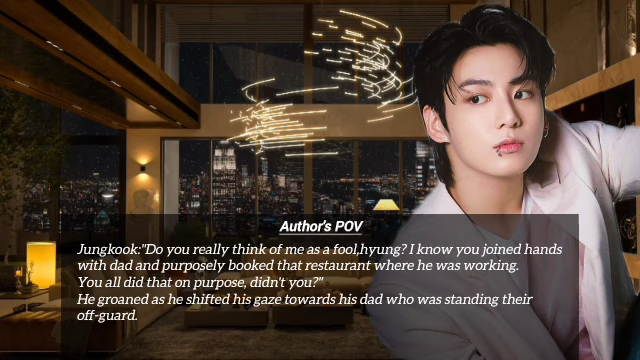 Author's POV
Jungkook:"Do you really think of me as a fool,hyung? I know you joined hands
with dad and purposely booked that restaurant where he was working.
You all did that on purpose, didn't you?"
He groaned as he shifted his gaze towards his dad who was standing their
off-guard.